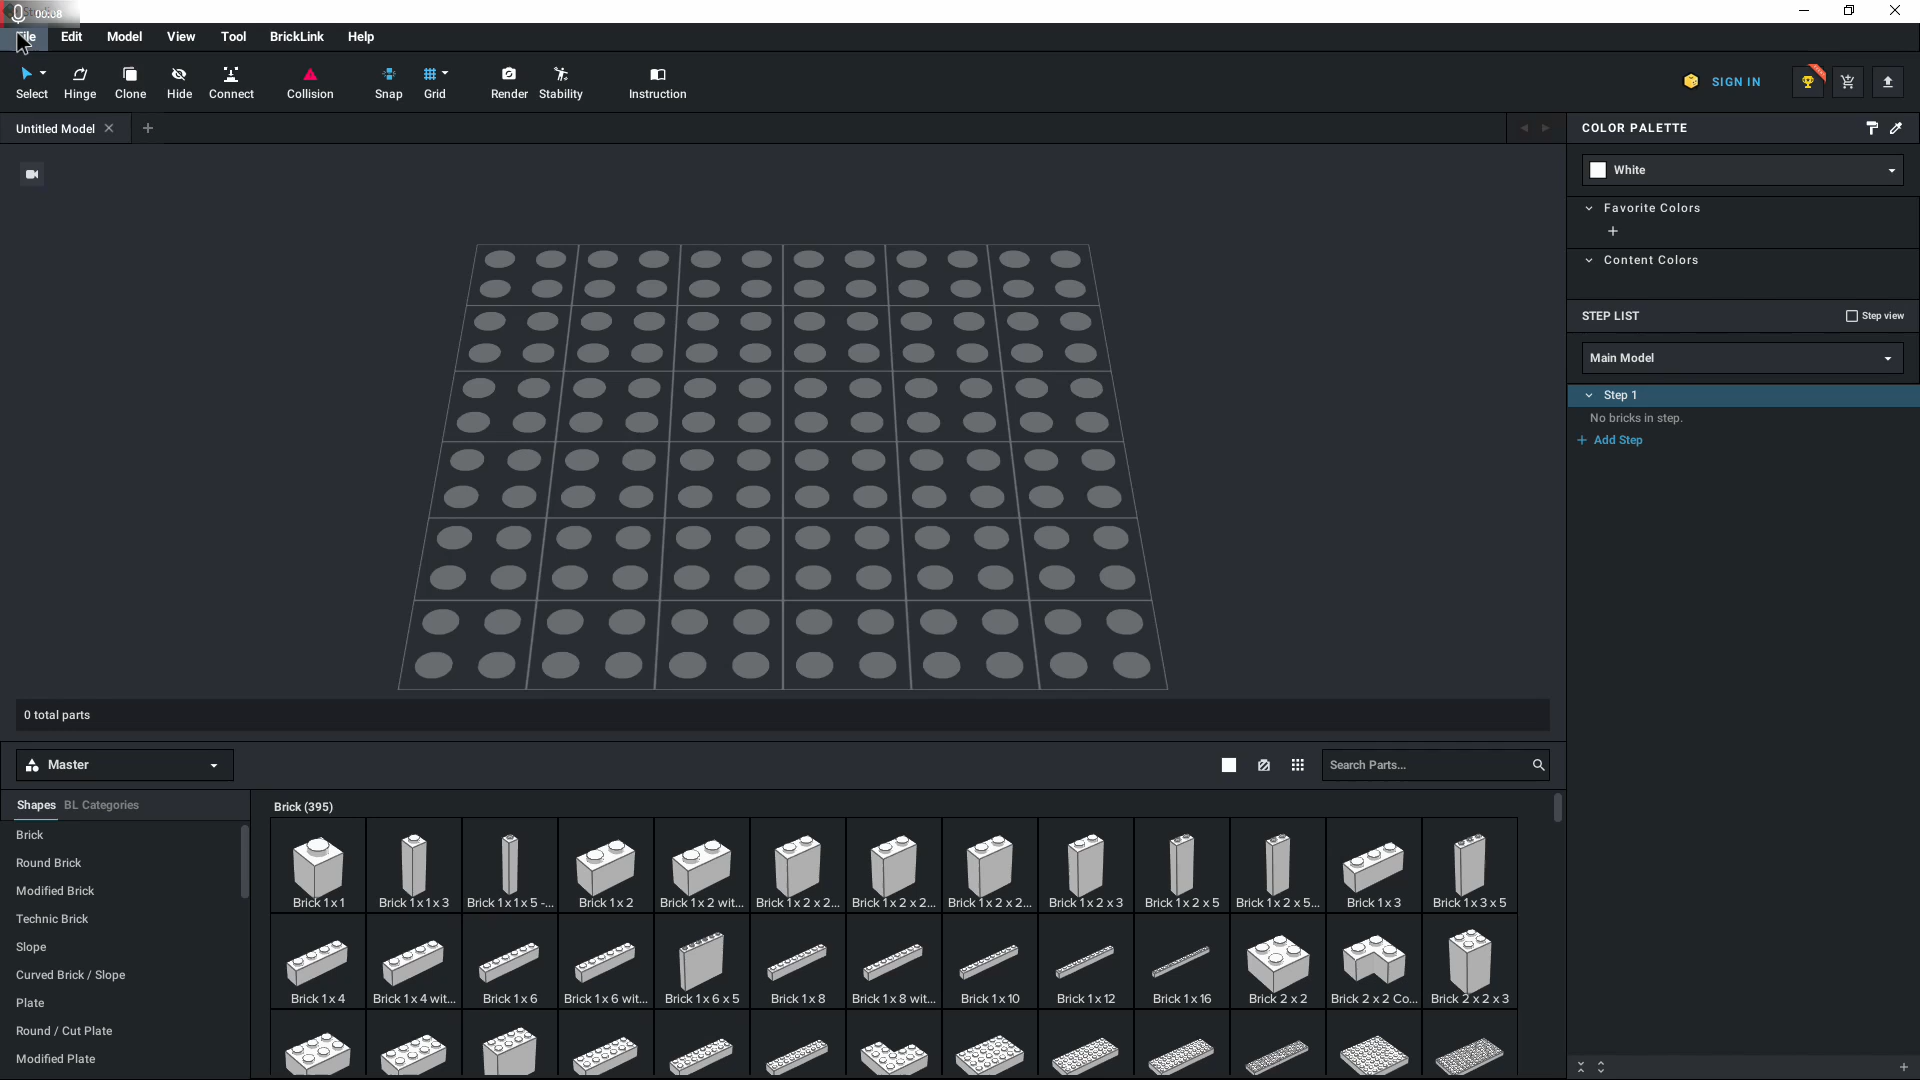 00:08
File Edit Model View Tool BrickLink Help
Select Hinge Clone Hide Connect Collision Snap Grid Render Stability Instruction
SIGN IN
Untitled Model
COLOR PALETTE
White
Favorite Colors
Content Colors
STEP LIST
Step view
Main Model
Step 1
No bricks in step.
Add Step
0 total parts
Master
Search Parts...
Shapes BL Categories
Brick
Round Brick
Modified Brick
Technic Brick
Slope
Curved Brick / Slope
Plate
Round / Cut Plate
Modified Plate
Brick (395)
Brick 1 x 1 Brick 1 x 1 x 3 Brick 1 x 1 x 5 -... Brick 1 x 2 Brick 1 x 2 wit... Brick 1 x 2 x 2... Brick 1 x 2 x 2... Brick 1 x 2 x 2... Brick 1 x 2 x 3 Brick 1 x 2 x 5 Brick 1 x 2 x 5... Brick 1 x 3 Brick 1 x 3 x 5
Brick 1 x 4 Brick 1 x 4 wit... Brick 1 x 6 Brick 1 x 6 wit... Brick 1 x 6 x 5 Brick 1 x 8 Brick 1 x 8 wit... Brick 1 x 10 Brick 1 x 12 Brick 1 x 16 Brick 2 x 2 Brick 2 x 2 Co... Brick 2 x 2 x 3